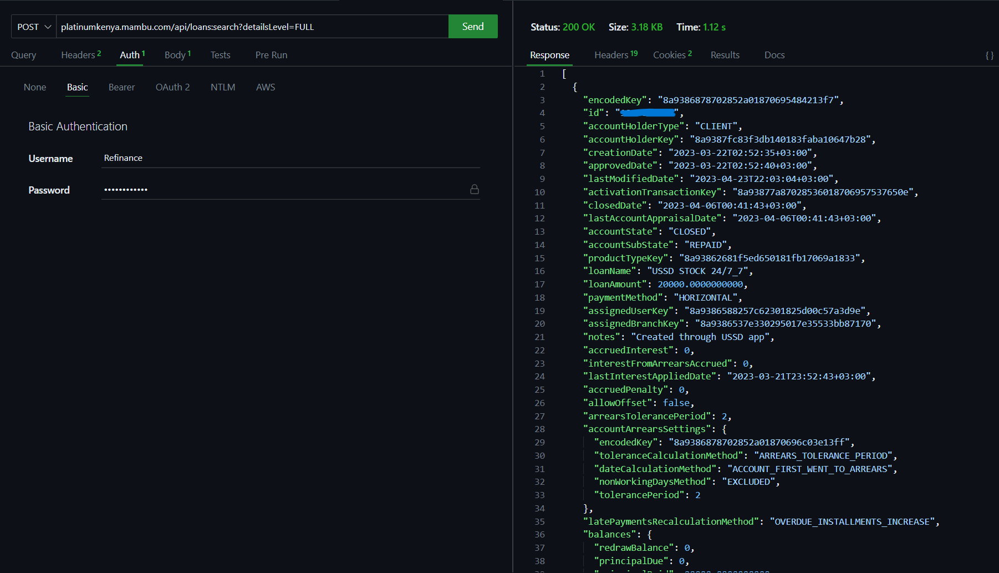 POST platinumkenya.mambu.com/api/loans:search?detailsLevel=FULL Send
Query Headers 2 Auth 1 Body 1 Tests Pre Run
None Basic Bearer OAuth 2 NTLM AWS
Basic Authentication
Username Refinance
Password ••••••••••••
Status: 200 OK Size: 3.18 KB Time: 1.12 s
Response Headers 19 Cookies 2 Results Docs { }
1 [
2 {
3 "encodedKey": "8a9386878702852a01870695484213f7",
4 "id": "",
5 "accountHolderType": "CLIENT",
6 "accountHolderKey": "8a9387fc83f3db140183faba10647b28",
7 "creationDate": "2023-03-22T02:52:35+03:00",
8 "approvedDate": "2023-03-22T02:52:40+03:00",
9 "lastModifiedDate": "2023-04-23T22:03:04+03:00",
10 "activationTransactionKey": "8a93877a87028536018706957537650e",
11 "closedDate": "2023-04-06T00:41:43+03:00",
12 "lastAccountAppraisalDate": "2023-04-06T00:41:43+03:00",
13 "accountState": "CLOSED",
14 "accountSubState": "REPAID",
15 "productTypeKey": "8a93862681f5ed650181fb17069a1833",
16 "loanName": "USSD STOCK 24/7_7",
17 "loanAmount": 20000.0000000000,
18 "paymentMethod": "HORIZONTAL",
19 "assignedUserKey": "8a9386588257c62301825d00c57a3d9e",
20 "assignedBranchKey": "8a9386537e330295017e35533bb87170",
21 "notes": "Created through USSD app",
22 "accruedInterest": 0,
23 "interestFromArrearsAccrued": 0,
24 "lastInterestAppliedDate": "2023-03-21T23:52:43+03:00",
25 "accruedPenalty": 0,
26 "allowOffset": false,
27 "arrearsTolerancePeriod": 2,
28 "accountArrearsSettings": {
29 "encodedKey": "8a9386878702852a01870696c03e13ff",
30 "toleranceCalculationMethod": "ARREARS_TOLERANCE_PERIOD",
31 "dateCalculationMethod": "ACCOUNT_FIRST_WENT_TO_ARREARS",
32 "nonWorkingDaysMethod": "EXCLUDED",
33 "tolerancePeriod": 2
34 },
35 "latePaymentsRecalculationMethod": "OVERDUE_INSTALLMENTS_INCREASE",
36 "balances": {
37 "redrawBalance": 0,
38 "principalDue": 0,